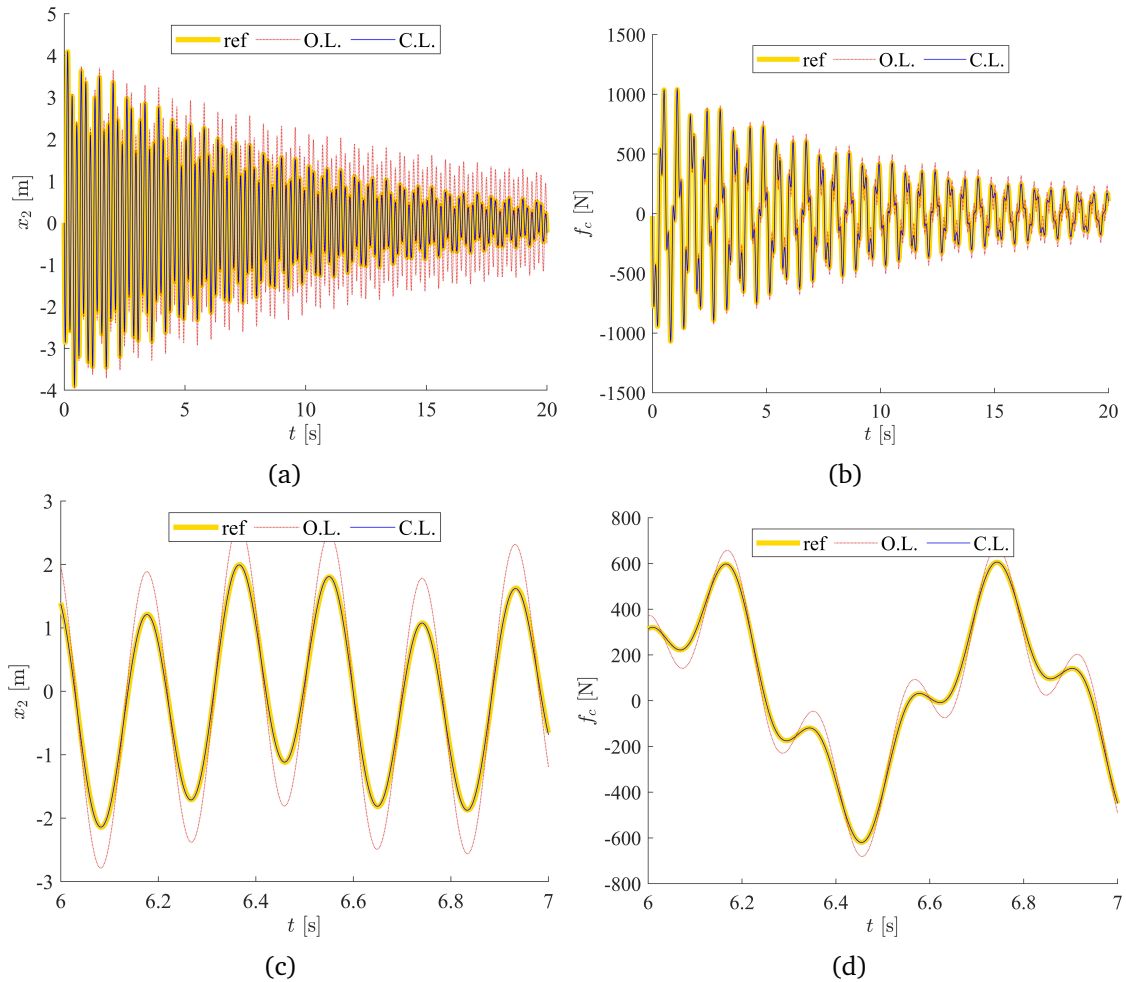 5
4
3
2
1
0
-1
-2
-3
-4
x₂ [m]
ref O.L. C.L.
0 5 10 15 20
t [s]
(a)
1500
1000
500
0
-500
-1000
-1500
f_c [N]
ref O.L. C.L.
0 5 10 15 20
t [s]
(b)
3
2
1
0
-1
-2
-3
x₂ [m]
ref O.L. C.L.
6 6.2 6.4 6.6 6.8 7
t [s]
(c)
800
600
400
200
0
-200
-400
-600
-800
f_c [N]
ref O.L. C.L.
6 6.2 6.4 6.6 6.8 7
t [s]
(d)